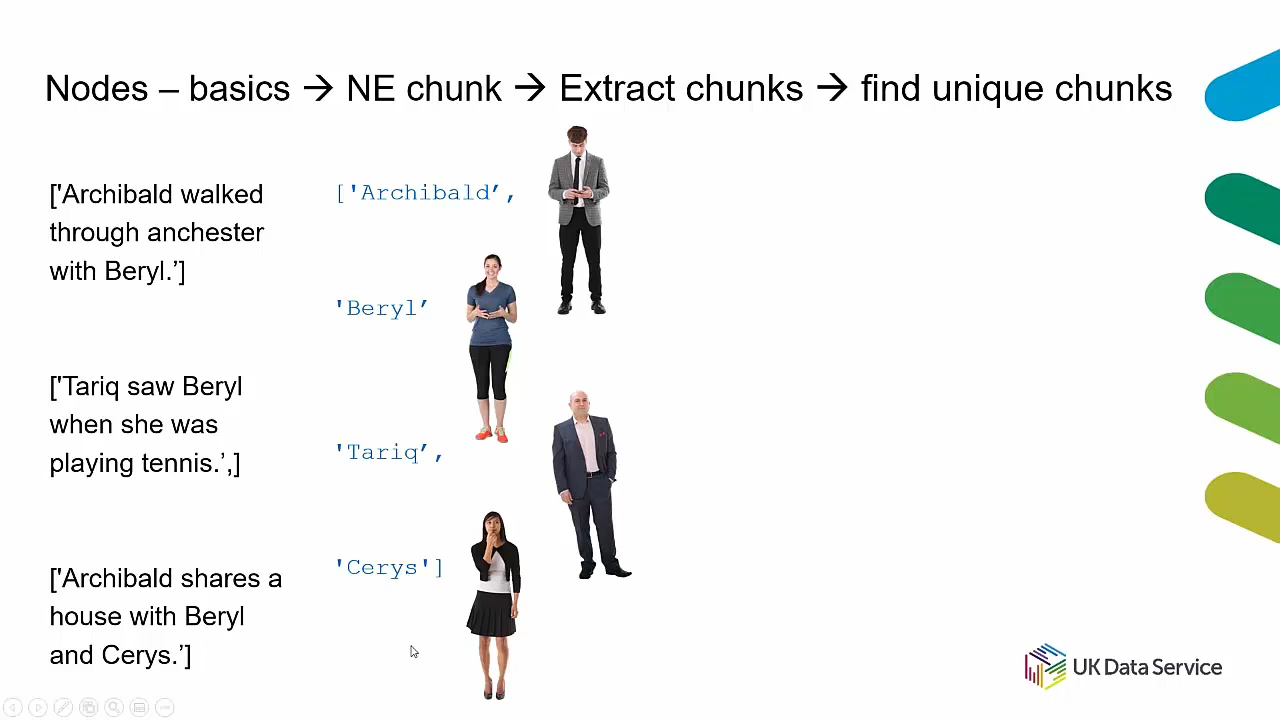 Nodes – basics → NE chunk → Extract chunks → find unique chunks
['Archibald walked
through anchester
with Beryl.’]
['Tariq saw Beryl
when she was
playing tennis.’,]
['Archibald shares a
house with Beryl
and Cerys.’]
['Archibald’,
'Beryl’
'Tariq’,
'Cerys']
UK Data Service